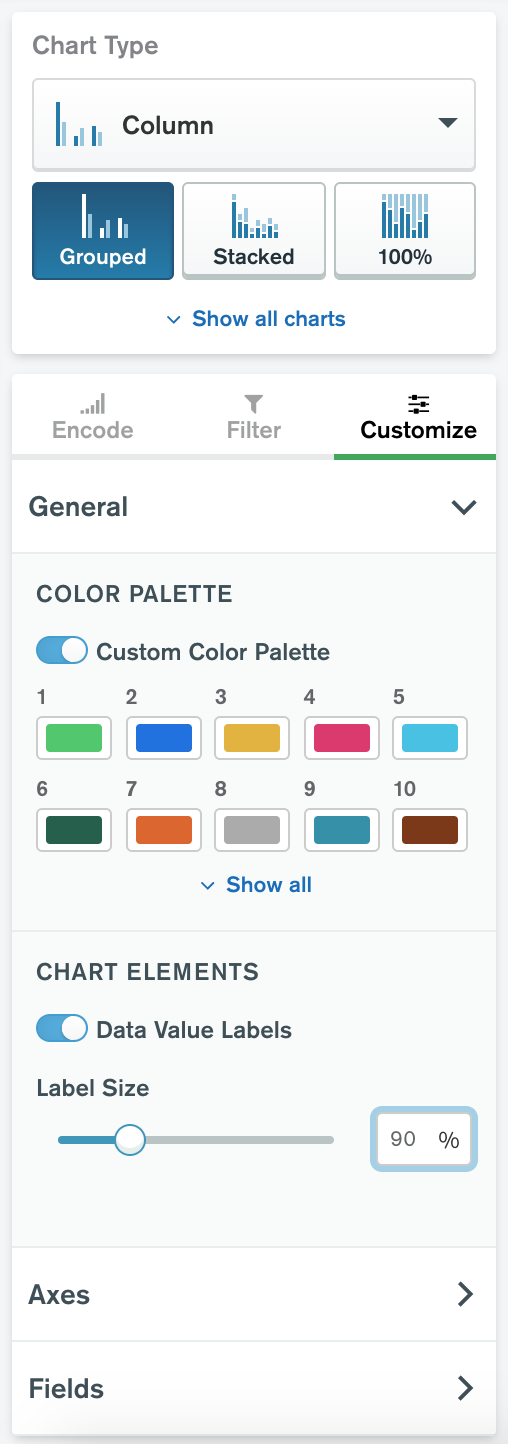 Chart Type
Column
Grouped Stacked 100%
Show all charts
Encode Filter Customize
General
COLOR PALETTE
Custom Color Palette
1 2 3 4 5
6 7 8 9 10
Show all
CHART ELEMENTS
Data Value Labels
Label Size
90 %
Axes
Fields